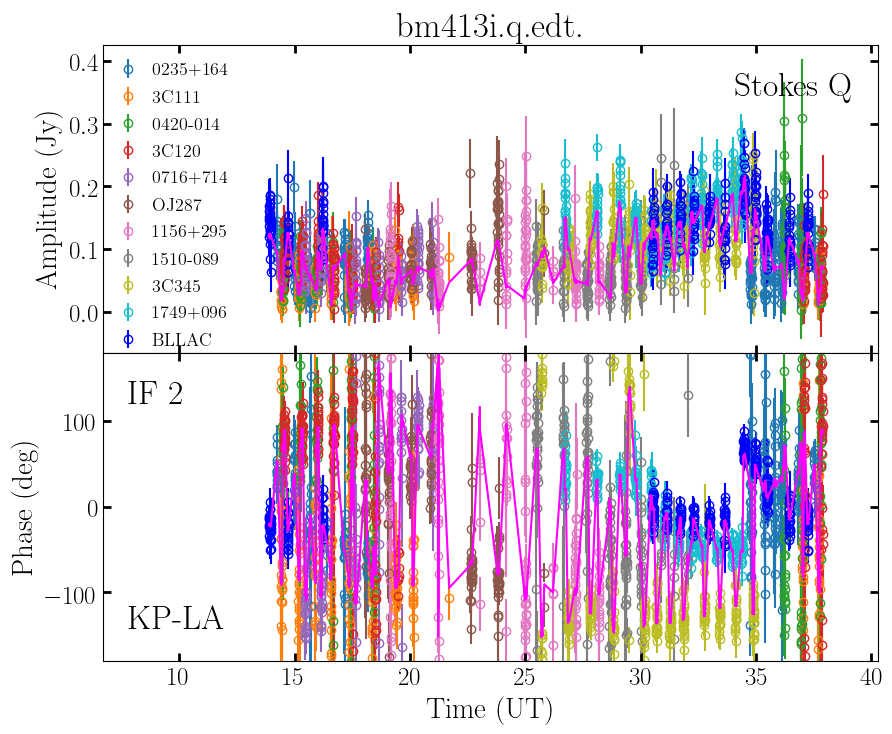 bm413i.q.edt.
Stokes Q
Amplitude (Jy)
0.4
0.3
0.2
0.1
0.0
0235+164
3C111
0420-014
3C120
0716+714
OJ287
1156+295
1510-089
3C345
1749+096
BLLAC
IF 2
KP-LA
Phase (deg)
100
0
−100
10 15 20 25 30 35 40
Time (UT)